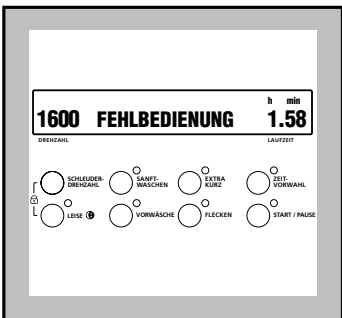 h min
1600 FEHLBEDIENUNG 1.58
DREHZAHL LAUFZEIT
SCHLEUDER-
DREHZAHL
SANFT-
WASCHEN
EXTRA
KURZ
ZEIT-
VORWAHL
LEISE
VORWÄSCHE
FLECKEN
START / PAUSE